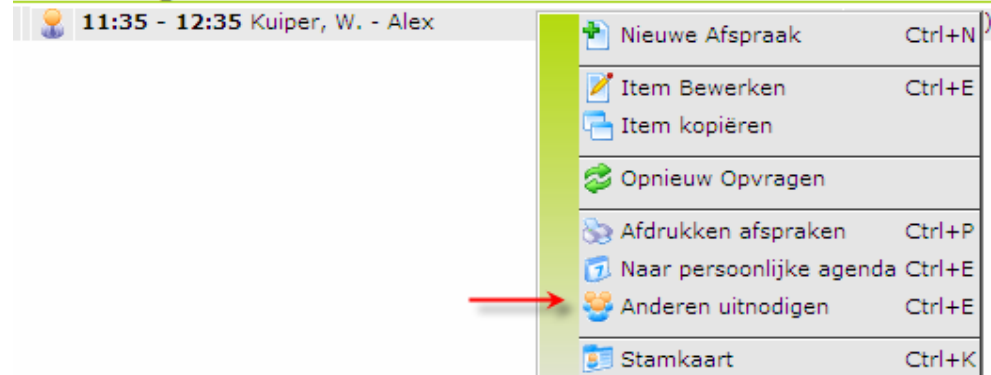 11:35 - 12:35 Kuiper, W. - Alex
Nieuwe Afspraak Ctrl+N
)
Item Bewerken Ctrl+E
Item kopiëren
Opnieuw Opvragen
Afdrukken afspraken Ctrl+P
7 Naar persoonlijke agenda Ctrl+E
Anderen uitnodigen Ctrl+E
Stamkaart Ctrl+K